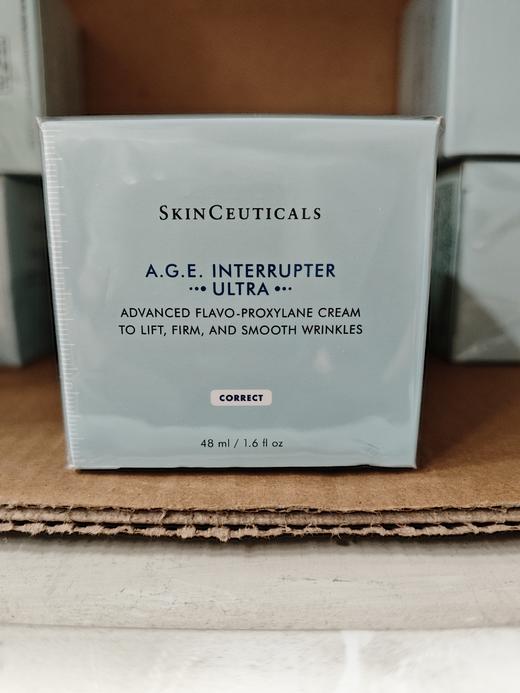 SKINCEUTICALS
A.G.E. INTERRUPTER
••• ULTRA •••
ADVANCED FLAVO-PROXYLANE CREAM
TO LIFT, FIRM, AND SMOOTH WRINKLES
CORRECT
48 ml / 1.6 fl oz